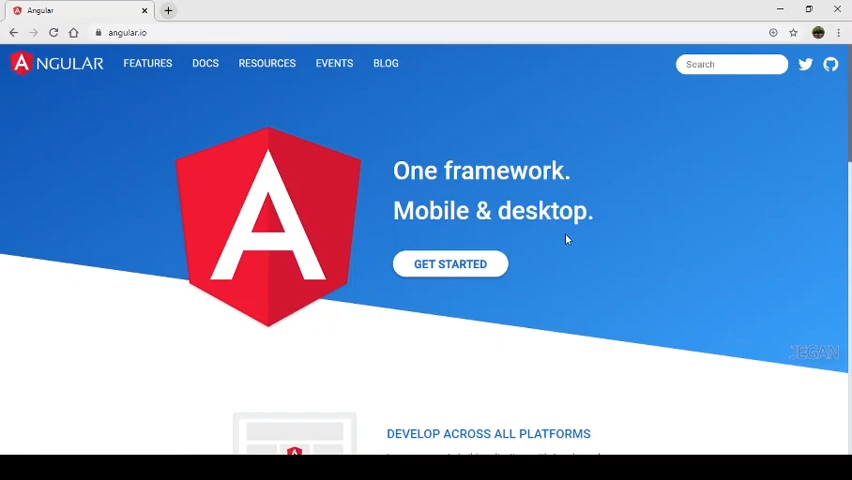 Angular
angular.io
ANGULAR FEATURES DOCS RESOURCES EVENTS BLOG Search
One framework.
Mobile & desktop.
GET STARTED
JEGAN
DEVELOP ACROSS ALL PLATFORMS